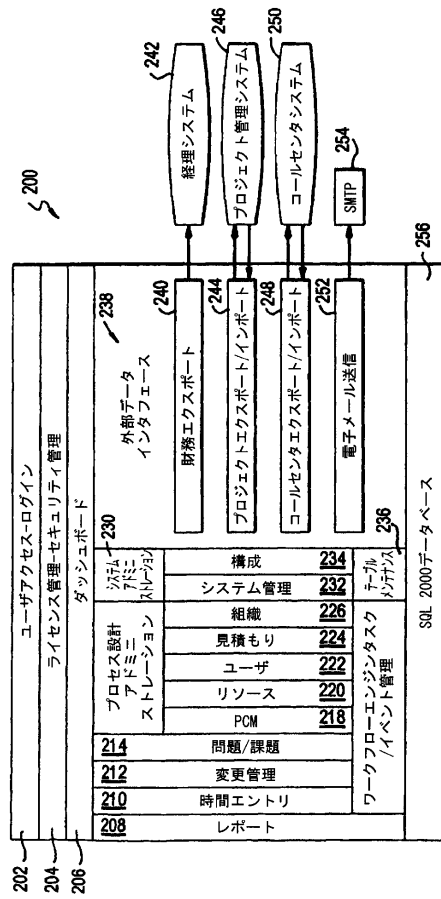 200
202
ユーザアクセス-ログイン
204
ライセンス管理-セキュリティ管理
206
ダッシュボード
208
レポート
210
時間エントリ
212
変更管理
214
問題/課題
プロセス設計
アドミニ
ストレーション
PCM
218
リソース
220
ユーザ
222
見積もり
224
組織
226
システム
アドミニ
ストレーション
230
システム管理
232
構成
234
ワークフローエンジンタスク
/イベント管理
テーブル
メンテナンス
236
外部データ
インタフェース
238
財務エクスポート
240
経理システム
242
プロジェクトエクスポート/インポート
244
プロジェクト管理システム
246
コールセンタエクスポート/インポート
248
コールセンタシステム
250
電子メール送信
252
SMTP
254
SQL 2000データベース
256